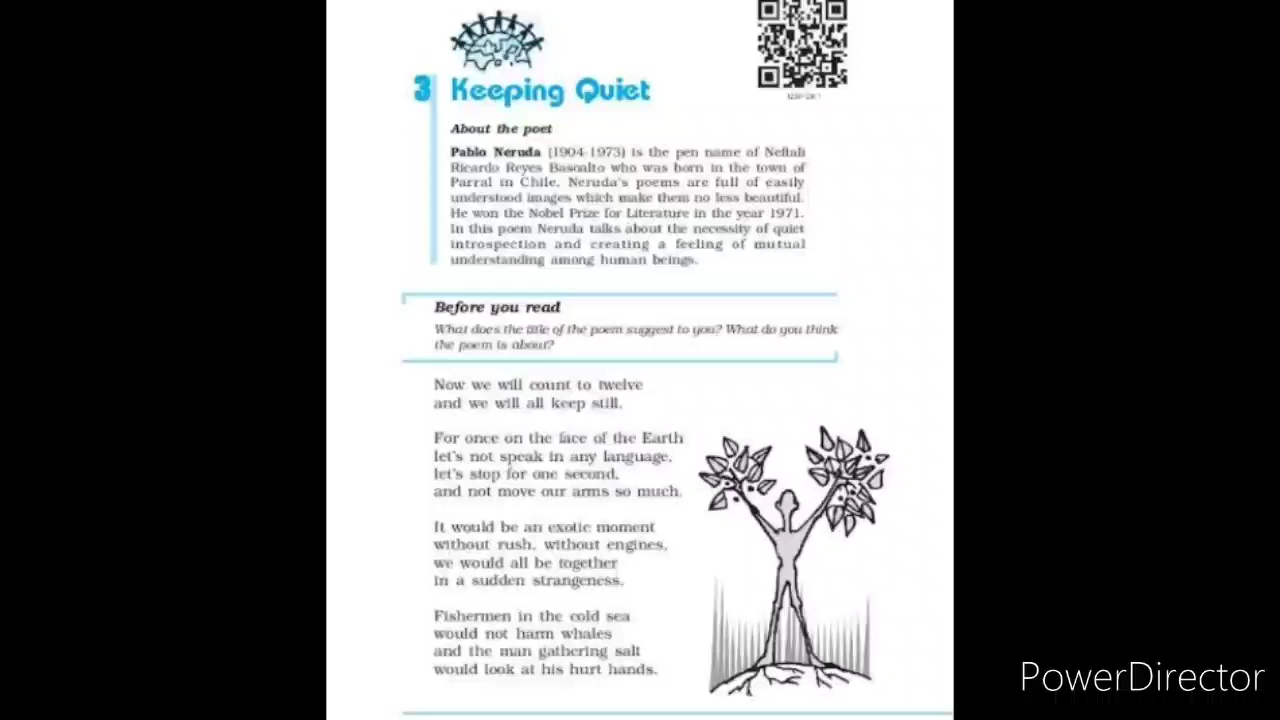 3 Keeping Quiet
About the poet
Pablo Neruda (1904-1973) is the pen name of Neftali
Ricardo Reyes Basoalto who was born in the town of
Parral in Chile. Neruda's poems are full of easily
understood images which make them no less beautiful.
He won the Nobel Prize for Literature in the year 1971.
In this poem Neruda talks about the necessity of quiet
introspection and creating a feeling of mutual
understanding among human beings.
Before you read
What does the title of the poem suggest to you? What do you think
the poem is about?
Now we will count to twelve
and we will all keep still.
For once on the face of the Earth
let's not speak in any language,
let's stop for one second,
and not move our arms so much.
It would be an exotic moment
without rush, without engines,
we would all be together
in a sudden strangeness.
Fishermen in the cold sea
would not harm whales
and the man gathering salt
would look at his hurt hands.
PowerDirector